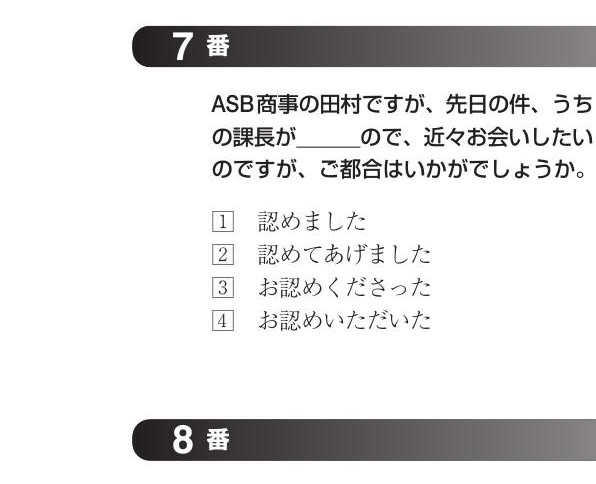 7 番
ASB商事の田村ですが、先日の件、うち
の課長が______ので、近々お会いしたい
のですが、ご都合はいかがでしょうか。
1 認めました
2 認めてあげました
3 お認めくださった
4 お認めいただいた
8 番